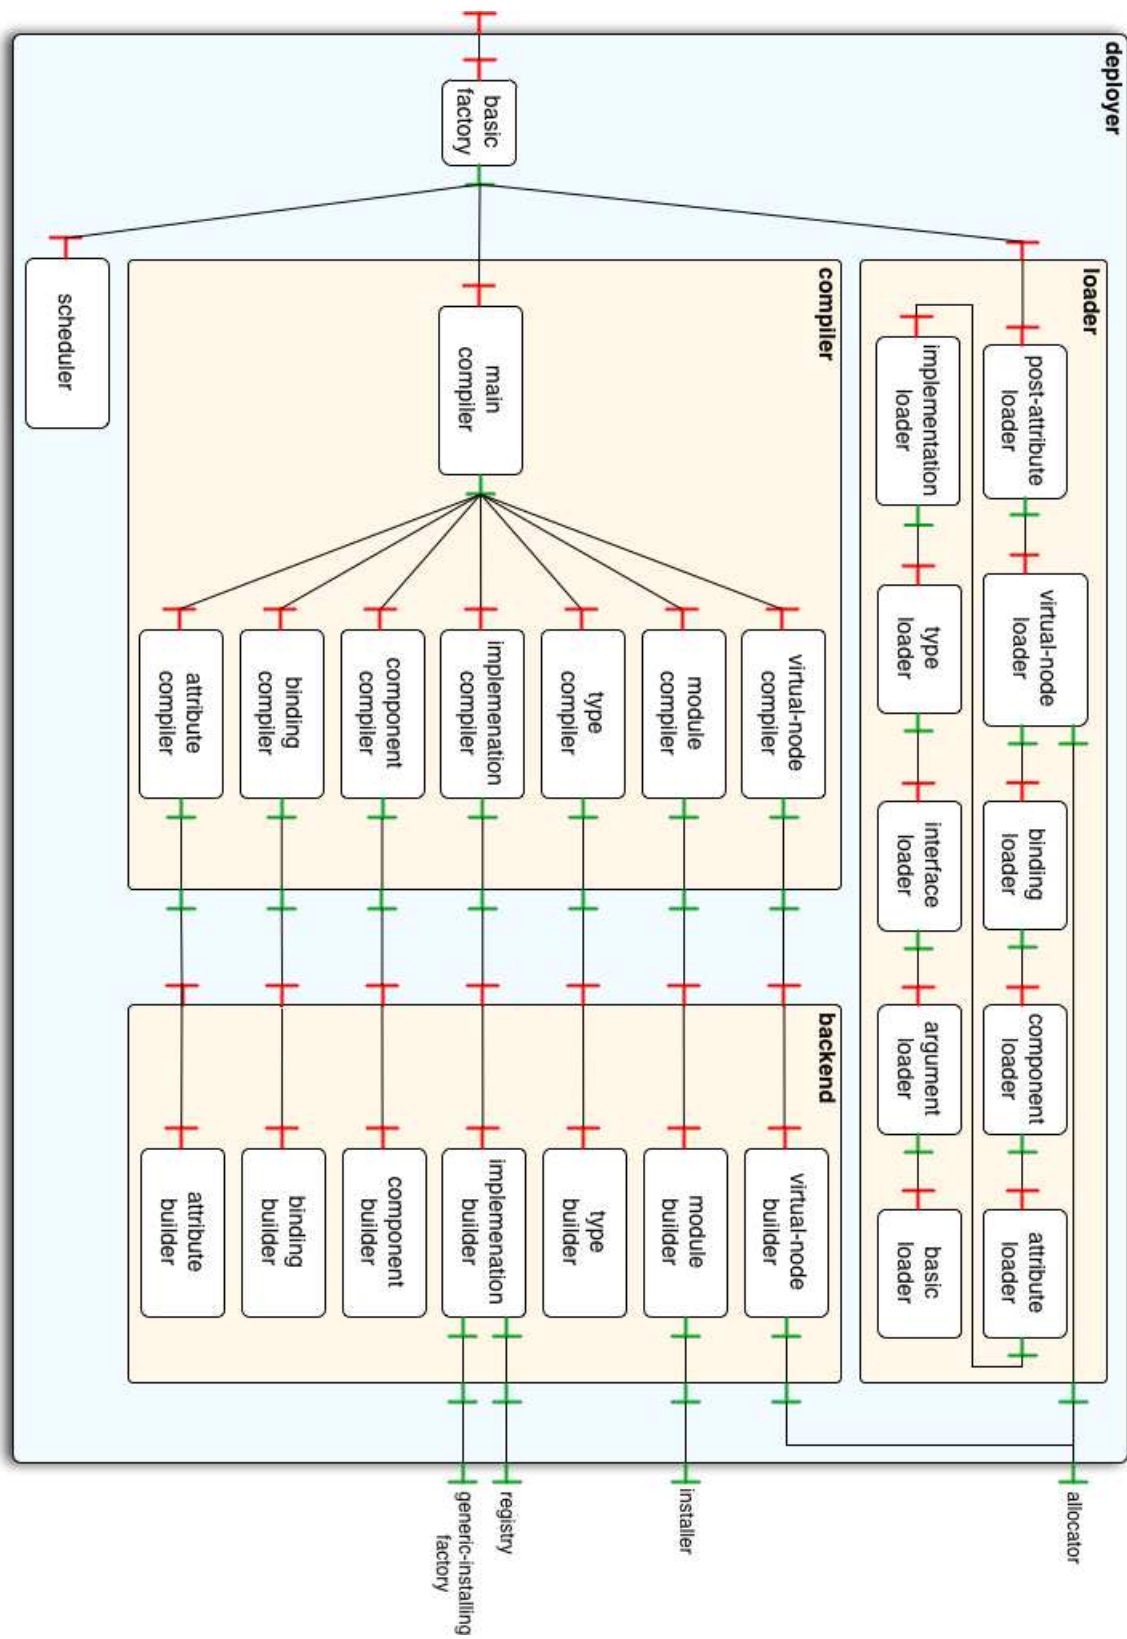 deployer
basic
factory
loader
post-attribute
loader
virtual-node
loader
binding
loader
component
loader
attribute
loader
implementation
loader
type
loader
interface
loader
argument
loader
basic
loader
compiler
main
compiler
virtual-node
compiler
module
compiler
type
compiler
implemenation
compiler
component
compiler
binding
compiler
attribute
compiler
backend
virtual-node
builder
module
builder
type
builder
implemenation
builder
component
builder
binding
builder
attribute
builder
scheduler
allocator
installer
registry
generic-installing
factory